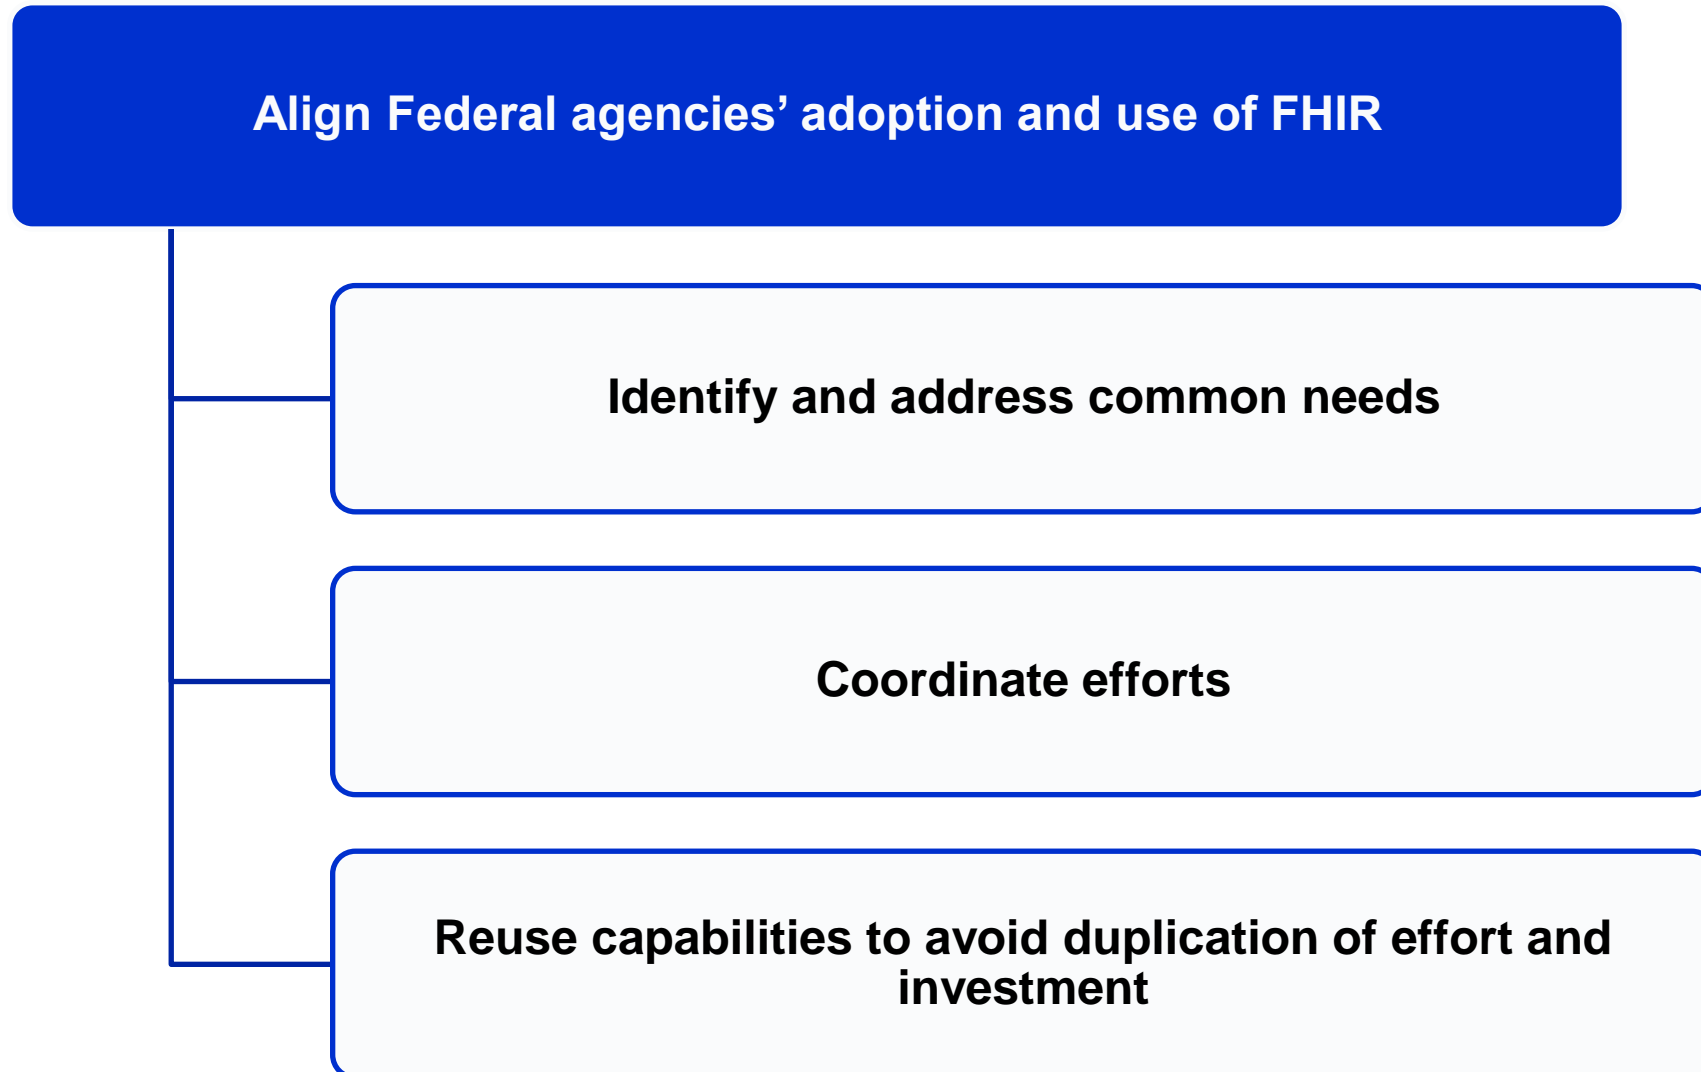 Align Federal agencies’ adoption and use of FHIR
Identify and address common needs
Coordinate efforts
Reuse capabilities to avoid duplication of effort and
investment